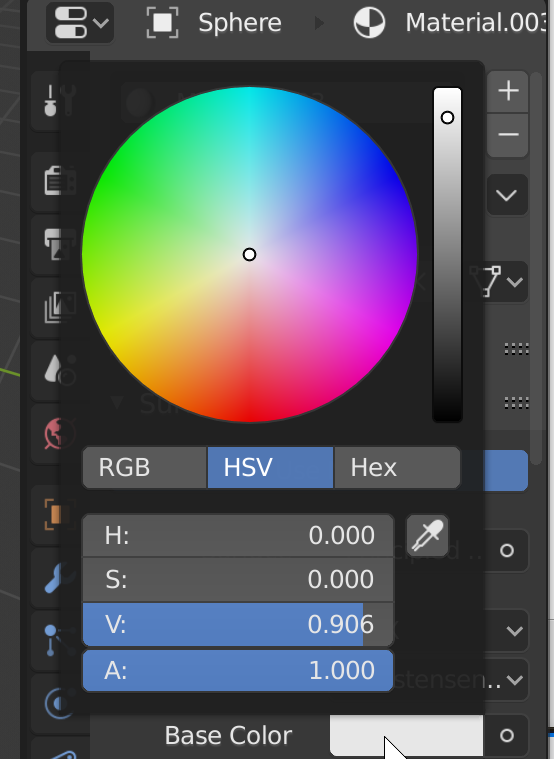 Sphere Material.003
RGB HSV Hex
H: 0.000
S: 0.000
V: 0.906
A: 1.000
Base Color